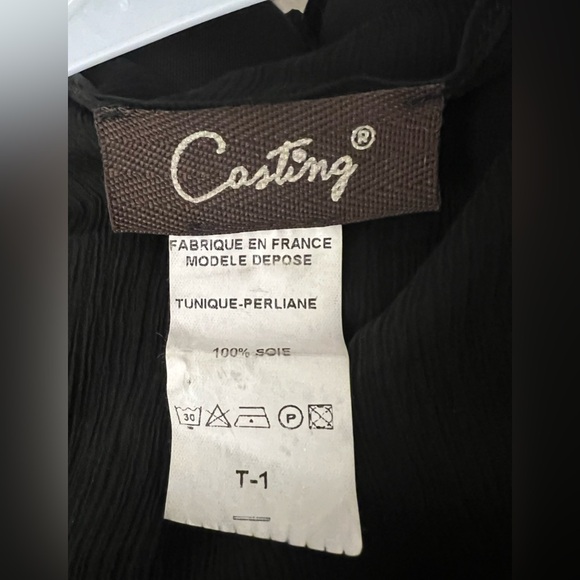 Casting®
FABRIQUE EN FRANCE
MODELE DEPOSE
TUNIQUE-PERLIANE
100% SOIE
30 P
T-1